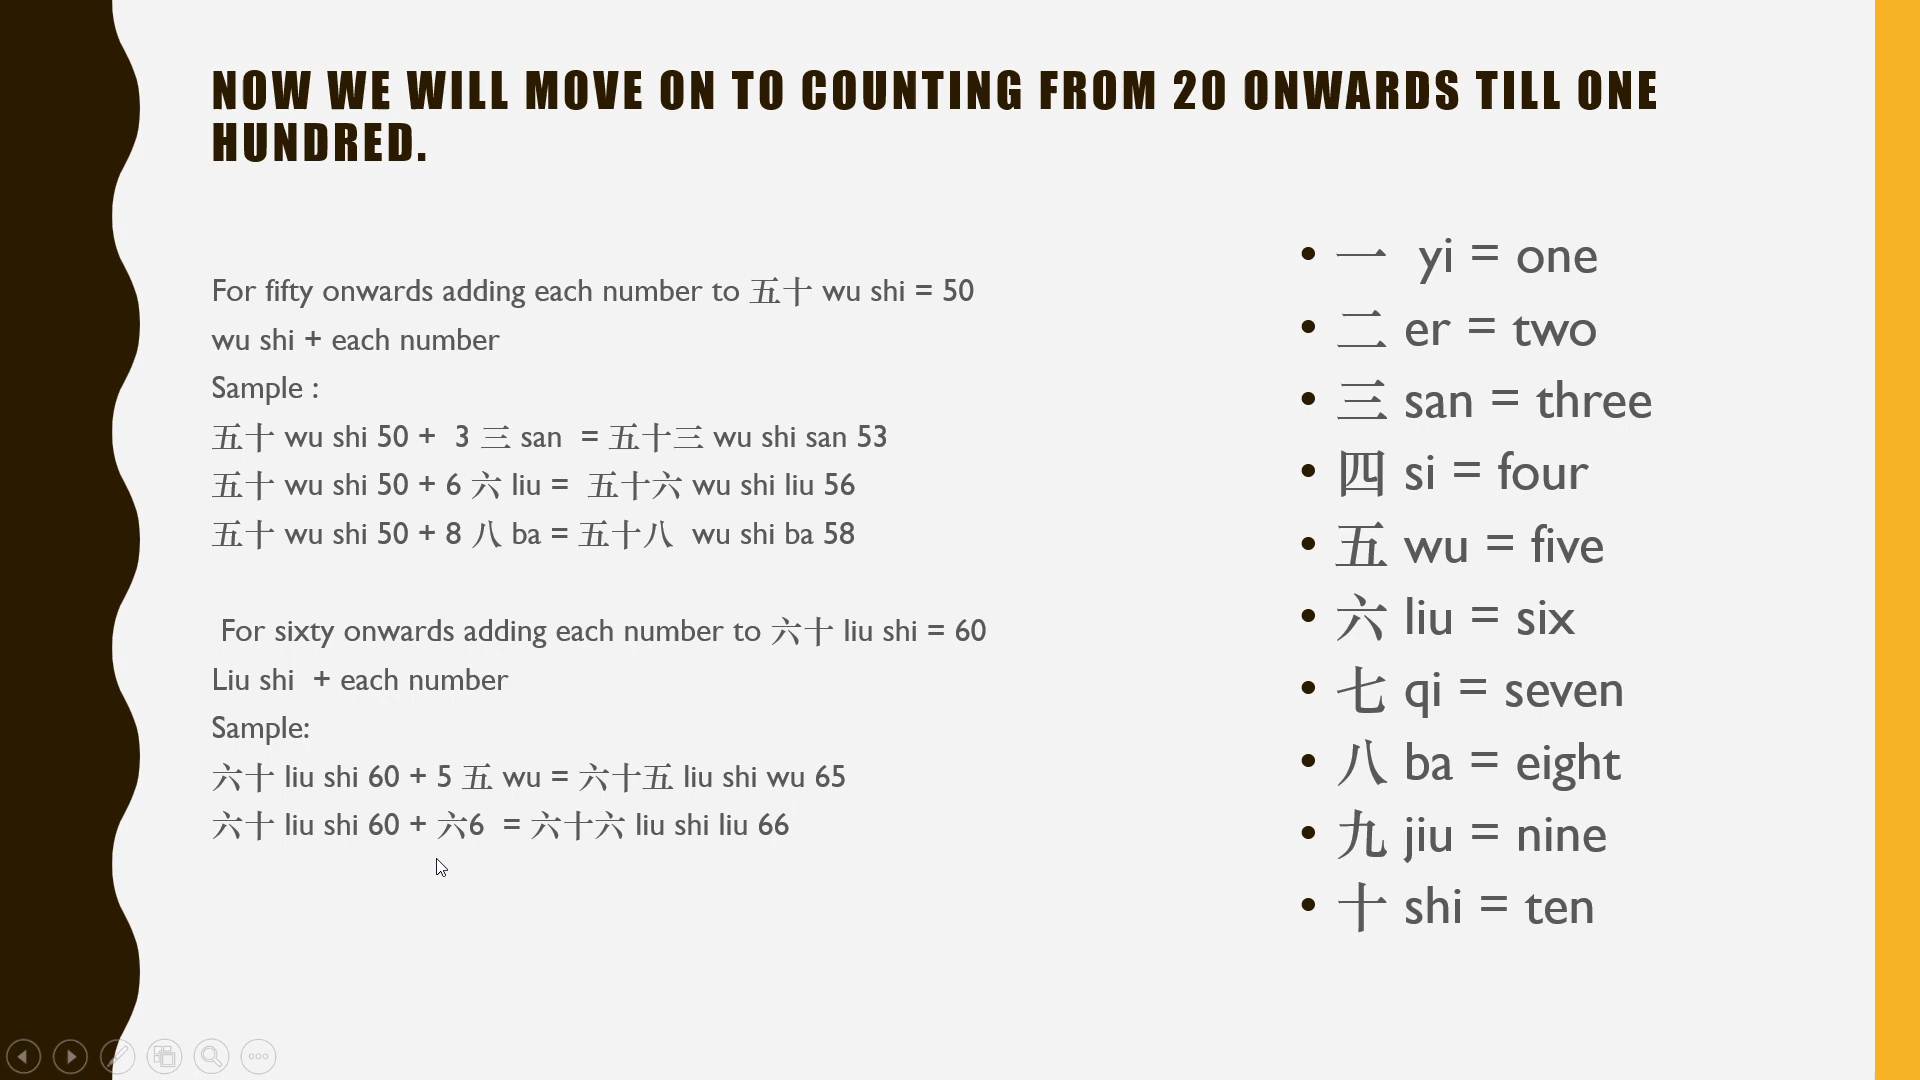 NOW WE WILL MOVE ON TO COUNTING FROM 20 ONWARDS TILL ONE
HUNDRED.
For fifty onwards adding each number to 五十 wu shi = 50
wu shi + each number
Sample :
五十 wu shi 50 +  3 三 san  = 五十三 wu shi san 53
五十 wu shi 50 + 6 六 liu =  五十六 wu shi liu 56
五十 wu shi 50 + 8 八 ba = 五十八  wu shi ba 58
For sixty onwards adding each number to 六十 liu shi = 60
Liu shi  + each number
Sample:
六十 liu shi 60 + 5 五 wu = 六十五 liu shi wu 65
六十 liu shi 60 + 六6  = 六十六 liu shi liu 66
• 一  yi = one
• 二 er = two
• 三 san = three
• 四 si = four
• 五 wu = five
• 六 liu = six
• 七 qi = seven
• 八 ba = eight
• 九 jiu = nine
• 十 shi = ten